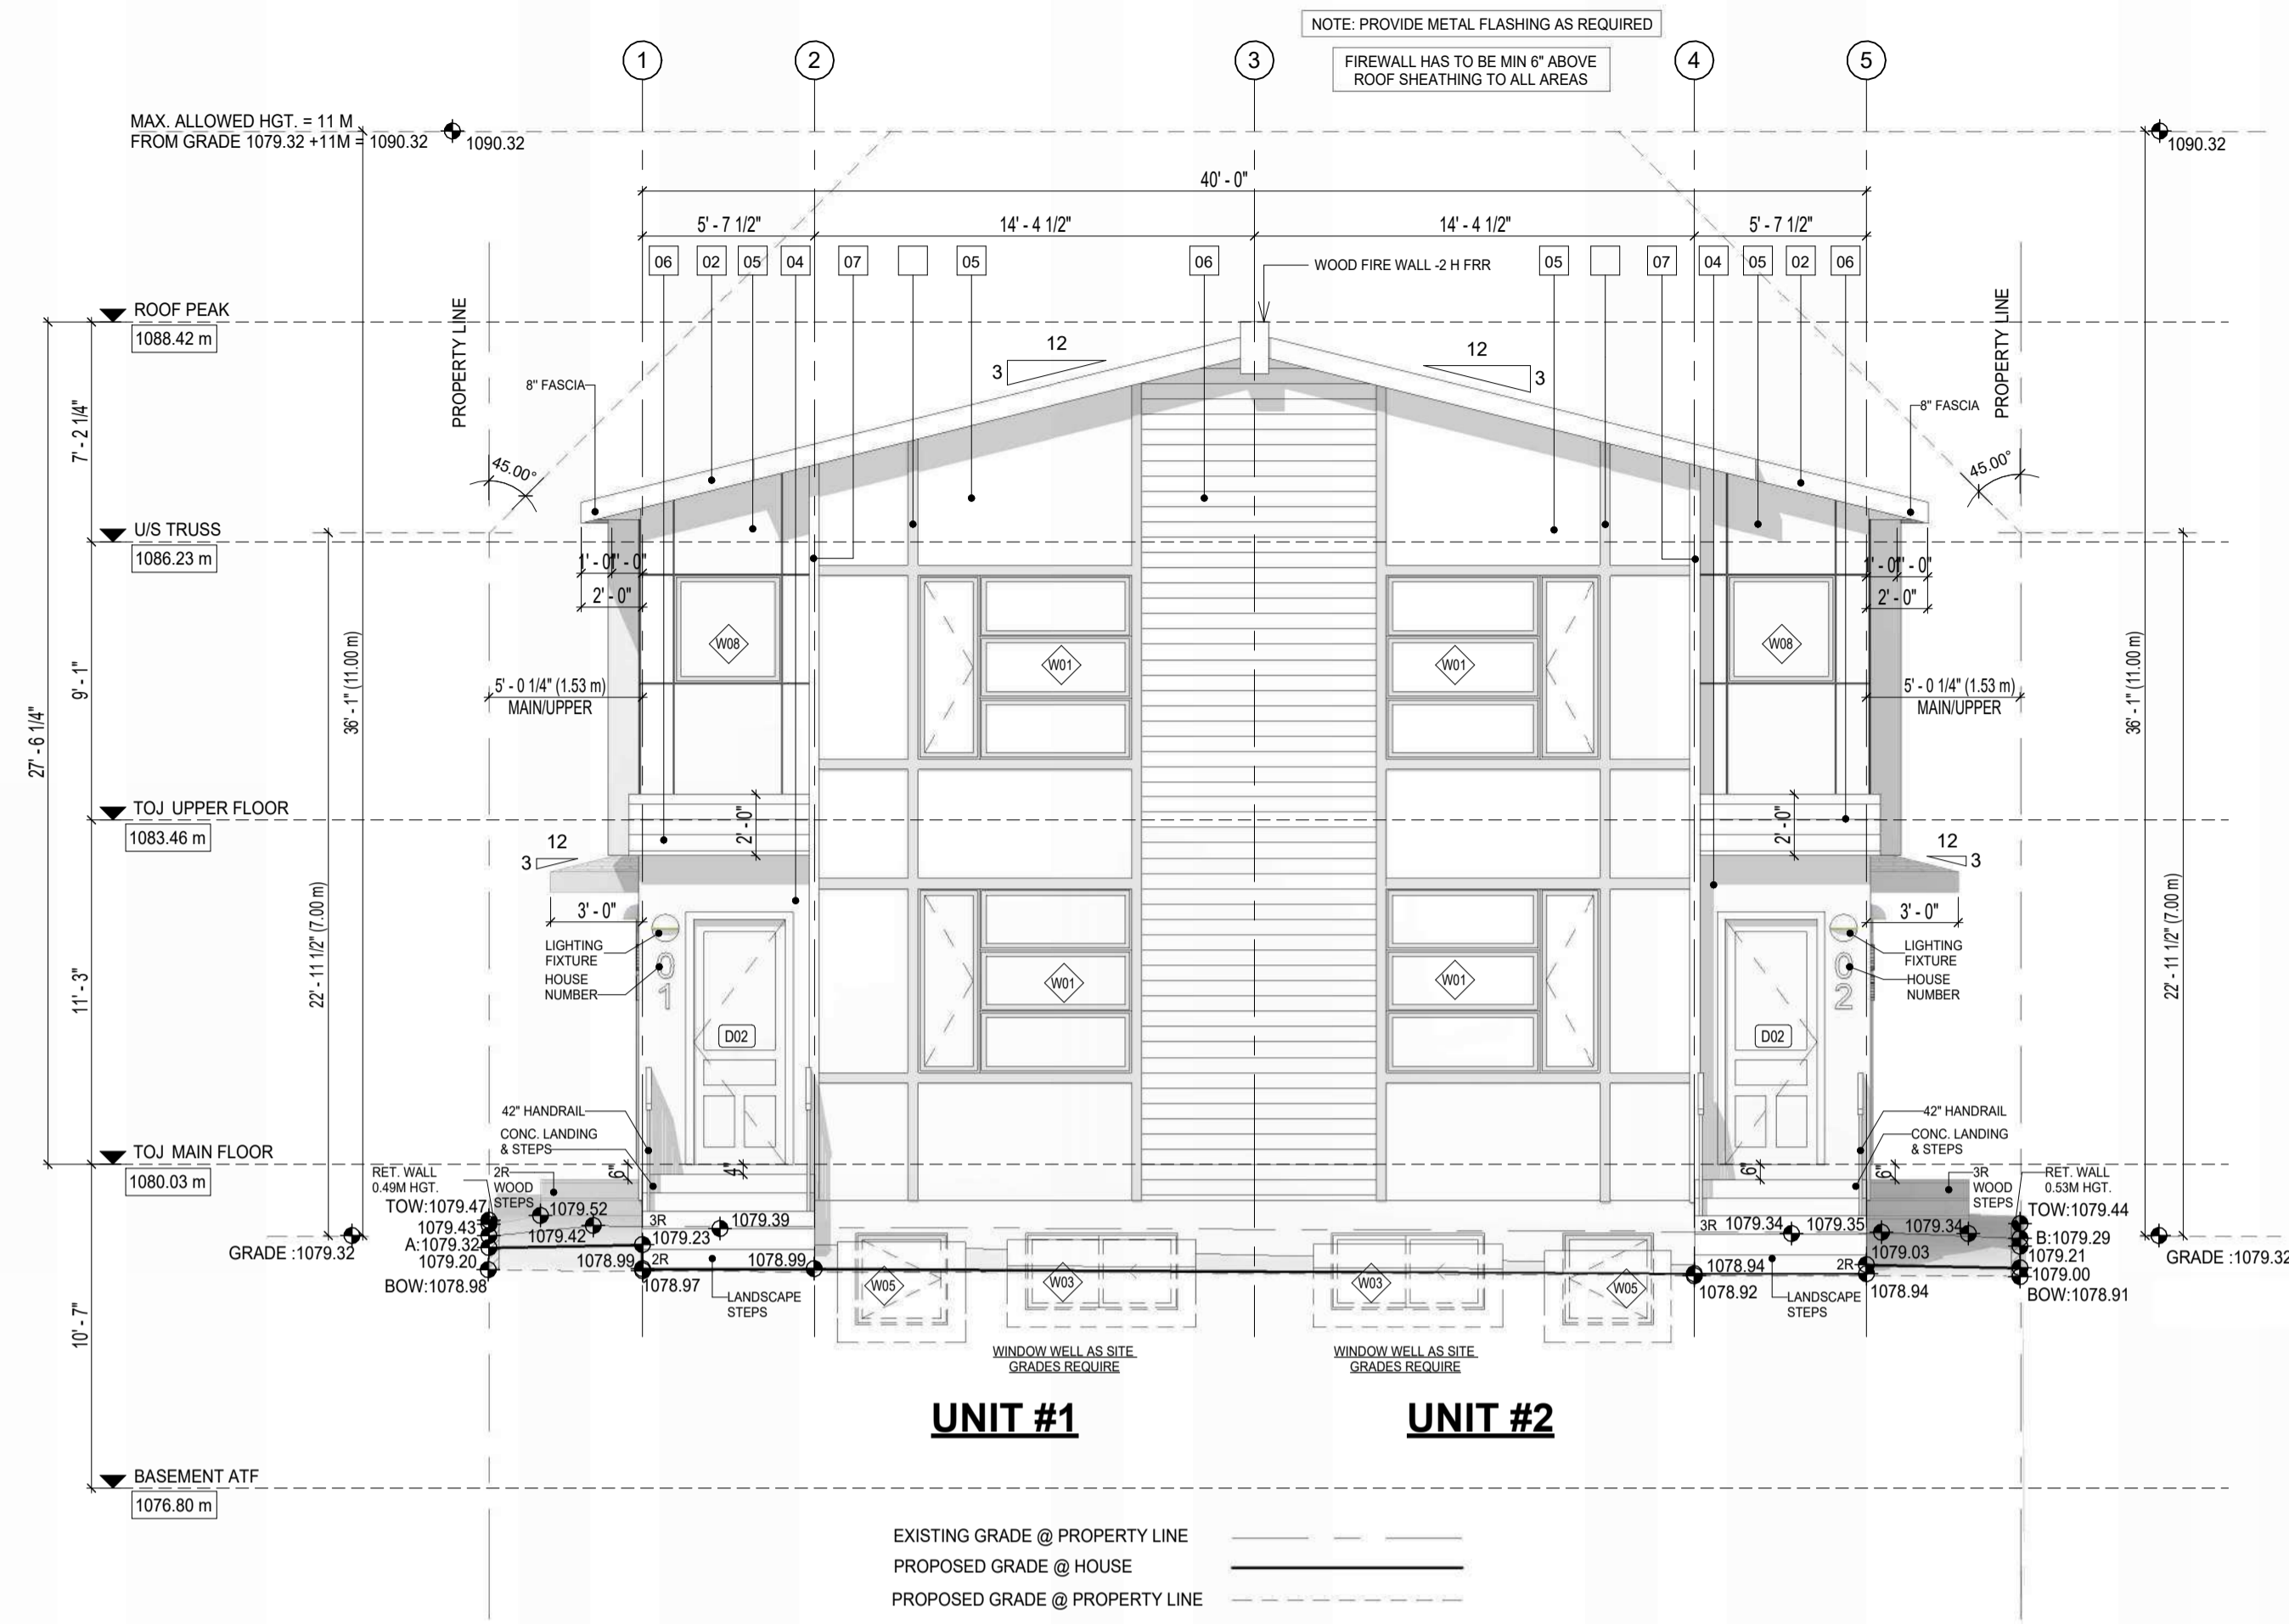 NOTE: PROVIDE METAL FLASHING AS REQUIRED
FIREWALL HAS TO BE MIN 6" ABOVE
ROOF SHEATHING TO ALL AREAS
1
2
3
4
5
MAX. ALLOWED HGT. = 11 M
FROM GRADE 1079.32 +11M = 1090.32
1090.32
1090.32
40' - 0"
5' - 7 1/2"
14' - 4 1/2"
14' - 4 1/2"
5' - 7 1/2"
06
02
05
04
07
05
06
WOOD FIRE WALL -2 H FRR
05
07
04
05
02
06
PROPERTY LINE
PROPERTY LINE
ROOF PEAK
1088.42 m
12
3
12
3
8" FASCIA
8" FASCIA
7' - 2 1/4"
45.00°
45.00°
U/S TRUSS
1086.23 m
1' - 0"
1' - 0"
2' - 0"
1' - 0"
1' - 0"
2' - 0"
W08
W01
W01
W08
9' - 1"
36' - 1" (11.00 m)
36' - 1" (11.00 m)
5' - 0 1/4" (1.53 m)
MAIN/UPPER
5' - 0 1/4" (1.53 m)
MAIN/UPPER
27' - 6 1/4"
TOJ UPPER FLOOR
1083.46 m
2' - 0"
2' - 0"
12
3
12
3
3' - 0"
3' - 0"
22' - 11 1/2" (7.00 m)
22' - 11 1/2" (7.00 m)
11' - 3"
LIGHTING
FIXTURE
HOUSE
NUMBER
0
1
LIGHTING
FIXTURE
HOUSE
NUMBER
0
2
W01
W01
D02
D02
42" HANDRAIL
CONC. LANDING
& STEPS
42" HANDRAIL
CONC. LANDING
& STEPS
TOJ MAIN FLOOR
1080.03 m
6"
4"
6"
6"
RET. WALL
0.49M HGT.
2R
WOOD
STEPS
3R
WOOD
STEPS
RET. WALL
0.53M HGT.
TOW:1079.47
1079.52
1079.43
1079.42
A:1079.32
1079.20
BOW:1078.98
3R
1079.39
1079.23
1078.99
2R
1078.99
1078.97
LANDSCAPE
STEPS
GRADE :1079.32
3R
1079.34
1079.35
1079.34
TOW:1079.44
B:1079.29
1079.21
1079.03
1079.00
BOW:1078.91
1078.94
2R
1078.92
1078.94
LANDSCAPE
STEPS
GRADE :1079.32
W05
W03
W03
W05
WINDOW WELL AS SITE
GRADES REQUIRE
WINDOW WELL AS SITE
GRADES REQUIRE
10' - 7"
UNIT #1
UNIT #2
BASEMENT ATF
1076.80 m
EXISTING GRADE @ PROPERTY LINE
PROPOSED GRADE @ HOUSE
PROPOSED GRADE @ PROPERTY LINE